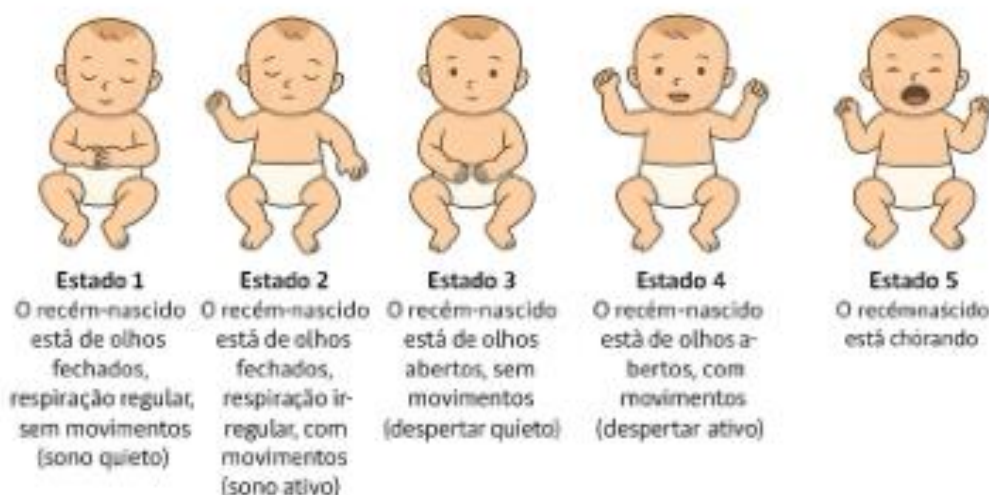 Estado 1
O recém-nascido
está de olhos
fechados,
respiração regular,
sem movimentos
(sono quieto)
Estado 2
O recém-nascido
está de olhos
fechados,
respiração ir-
regular, com
movimentos
(sono ativo)
Estado 3
O recém-nascido
está de olhos
abertos, sem
movimentos
(despertar quieto)
Estado 4
O recém-nascido
está de olhos a-
bertos, com
movimentos
(despertar ativo)
Estado 5
O recémnascido
está chorando